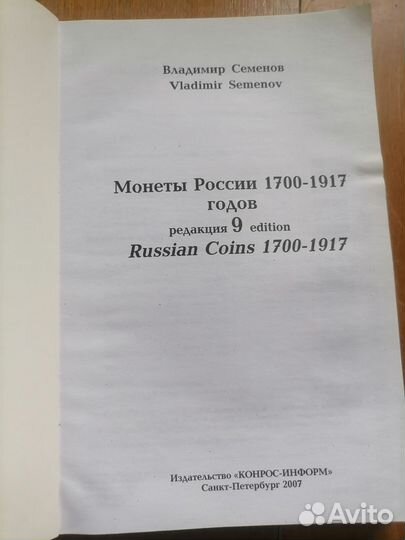 Владимир Семенов
Vladimir Semenov
Монеты России 1700-1917
годов
редакция 9 edition
Russian Coins 1700-1917
Издательство «КОНРОС-ИНФОРМ»
Санкт-Петербург 2007
Avito